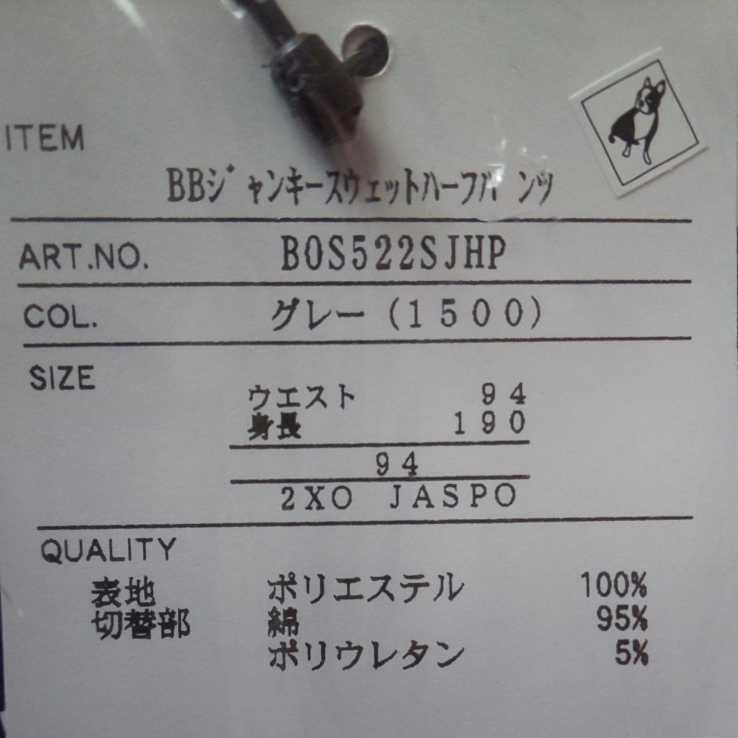 ITEM
BBジャンキースウェットハーフパンツ
ART.NO. BOS522SJHP
COL. グレー(1500)
SIZE
ウエスト 94
身長 190
94
2XO JASPO
QUALITY
表地 ポリエステル 100%
切替部 綿 95%
ポリウレタン 5%